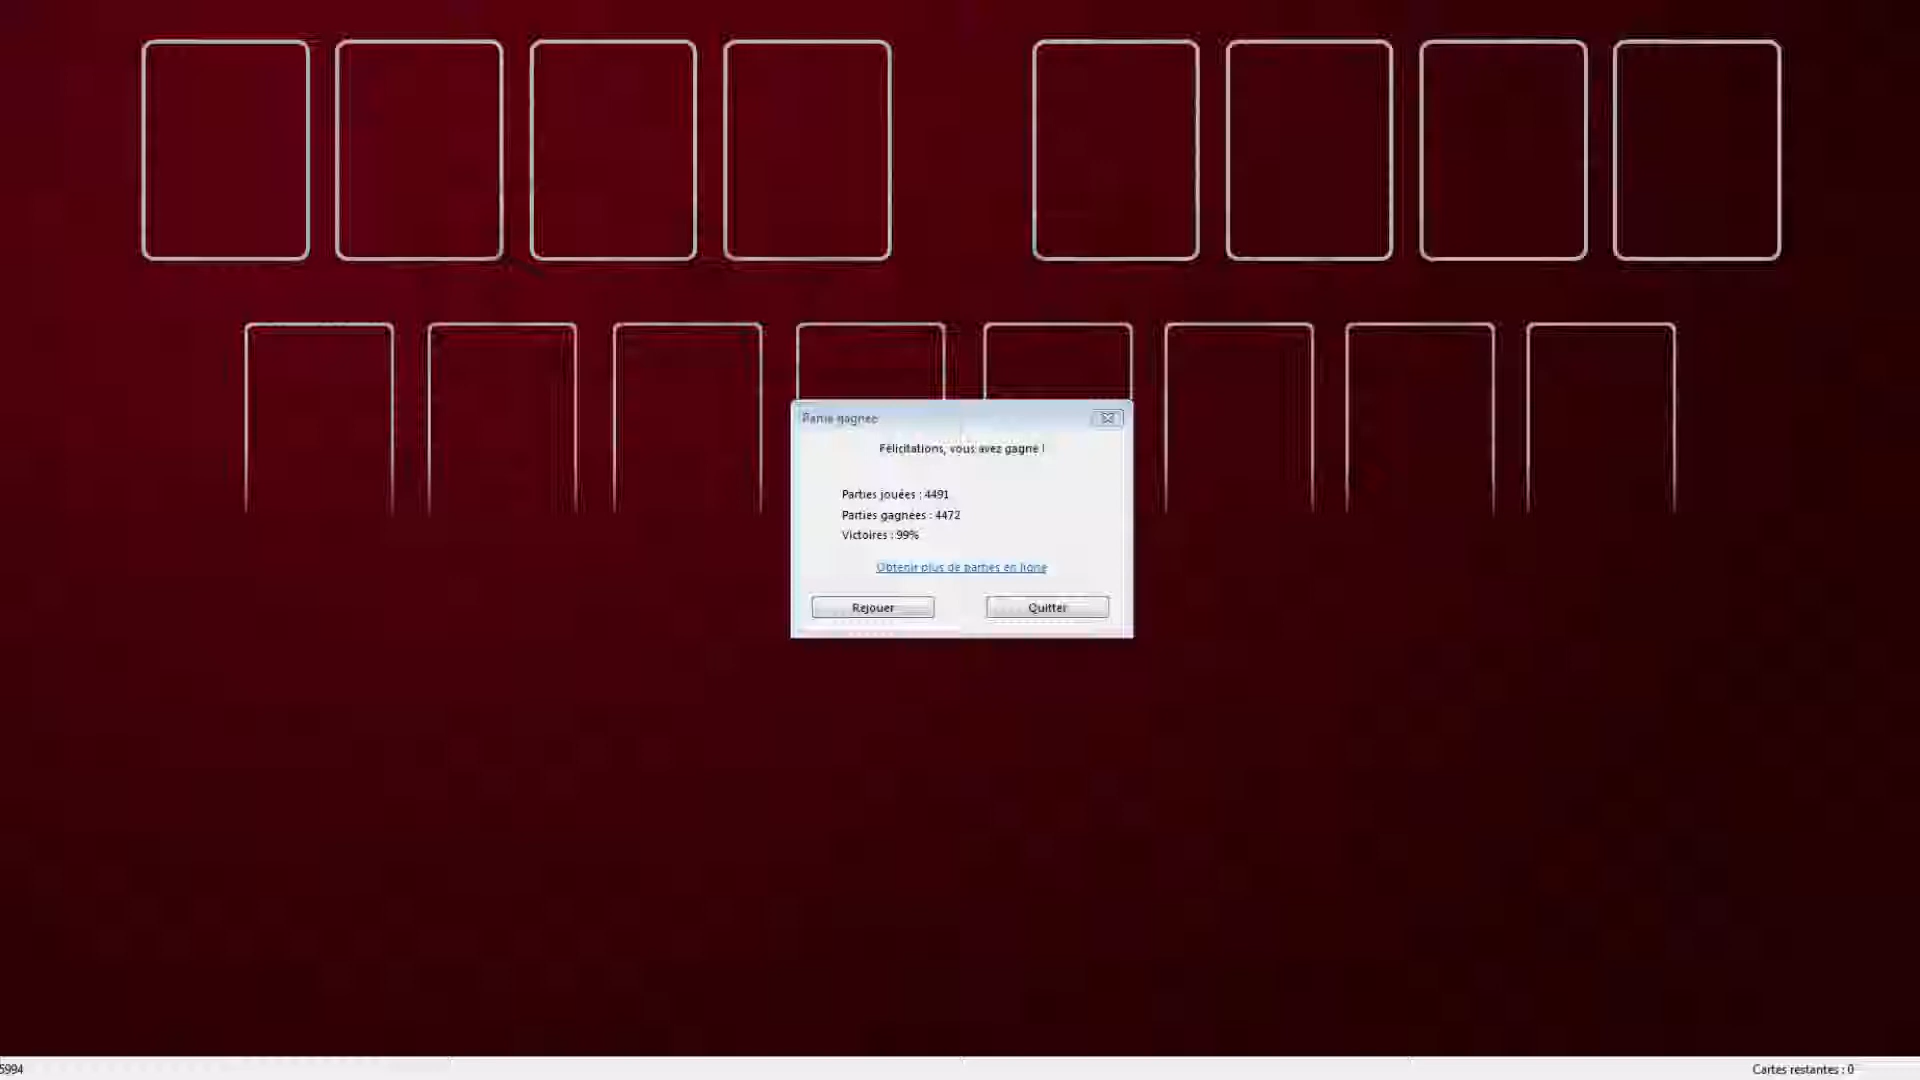 Partie gagnée
Félicitations, vous avez gagné !
Parties jouées : 4491
Parties gagnées : 4472
Victoires : 99%
Obtenir plus de parties en ligne
Rejouer
Quitter
5994
Cartes restantes : 0